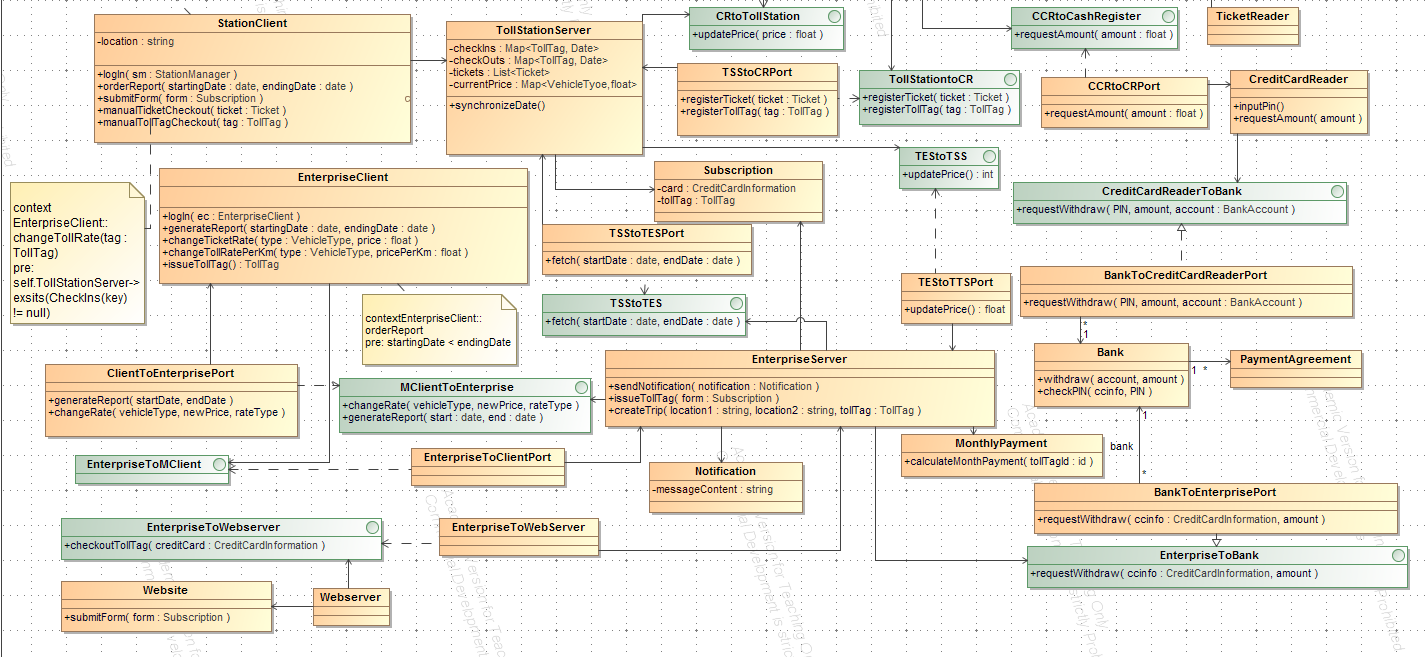 StationClient
-location : string
+logIn( sm : StationManager )
+orderReport( startingDate : date, endingDate : date )
+submitForm( form : Subscription )
+manualTicketCheckout( ticket : Ticket )
+manualTollTagCheckout( tag : TollTag )
TollStationServer
-checkIns : Map<TollTag, Date>
-checkOuts : Map<TollTag, Date>
-tickets : List<Ticket>
-currentPrice : Map<VehicleTyoe,float>
+synchronizeDate()
CRtoTollStation
+updatePrice( price : float )
TSStoCRPort
+registerTicket( ticket : Ticket )
+registerTollTag( tag : TollTag )
TollStationtoCR
+registerTicket( ticket : Ticket )
+registerTollTag( tag : TollTag )
CCRtoCashRegister
+requestAmount( amount : float )
TicketReader
CCRtoCRPort
+requestAmount( amount : float )
CreditCardReader
+inputPin()
+requestAmount( amount )
TEStoTSS
+updatePrice() : int
CreditCardReaderToBank
+requestWithdraw( PIN, amount, account : BankAccount )
context
EnterpriseClient::
changeTollRate(tag :
TollTag)
pre:
self.TollStationServer->
exsits(CheckIns(key)
!= null)
EnterpriseClient
+logIn( ec : EnterpriseClient )
+generateReport( startingDate : date, endingDate : date )
+changeTicketRate( type : VehicleType, price : float )
+changeTollRatePerKm( type : VehicleType, pricePerKm : float )
+issueTollTag() : TollTag
Subscription
-card : CreditCardInformation
-tollTag : TollTag
TSStoTESPort
+fetch( startDate : date, endDate : date )
TSStoTES
+fetch( startDate : date, endDate : date )
contextEnterpriseClient::
orderReport
pre: startingDate < endingDate
TEStoTTSPort
+updatePrice() : float
BankToCreditCardReaderPort
+requestWithdraw( PIN, amount, account : BankAccount )
*
1
Bank
+withdraw( account, amount )
+checkPIN( ccinfo, PIN )
1 *
PaymentAgreement
1
bank
*
ClientToEnterprisePort
+generateReport( startDate, endDate )
+changeRate( vehicleType, newPrice, rateType )
MClientToEnterprise
+changeRate( vehicleType, newPrice, rateType )
+generateReport( start : date, end : date )
EnterpriseServer
+sendNotification( notification : Notification )
+issueTollTag( form : Subscription )
+createTrip( location1 : string, location2 : string, tollTag : TollTag )
MonthlyPayment
+calculateMonthPayment( tollTagId : id )
EnterpriseToMClient
EnterpriseToClientPort
Notification
-messageContent : string
BankToEnterprisePort
+requestWithdraw( ccinfo : CreditCardInformation, amount )
EnterpriseToWebserver
+checkoutTollTag( creditCard : CreditCardInformation )
EnterpriseToWebServer
EnterpriseToBank
+requestWithdraw( ccinfo : CreditCardInformation, amount )
Website
+submitForm( form : Subscription )
Webserver